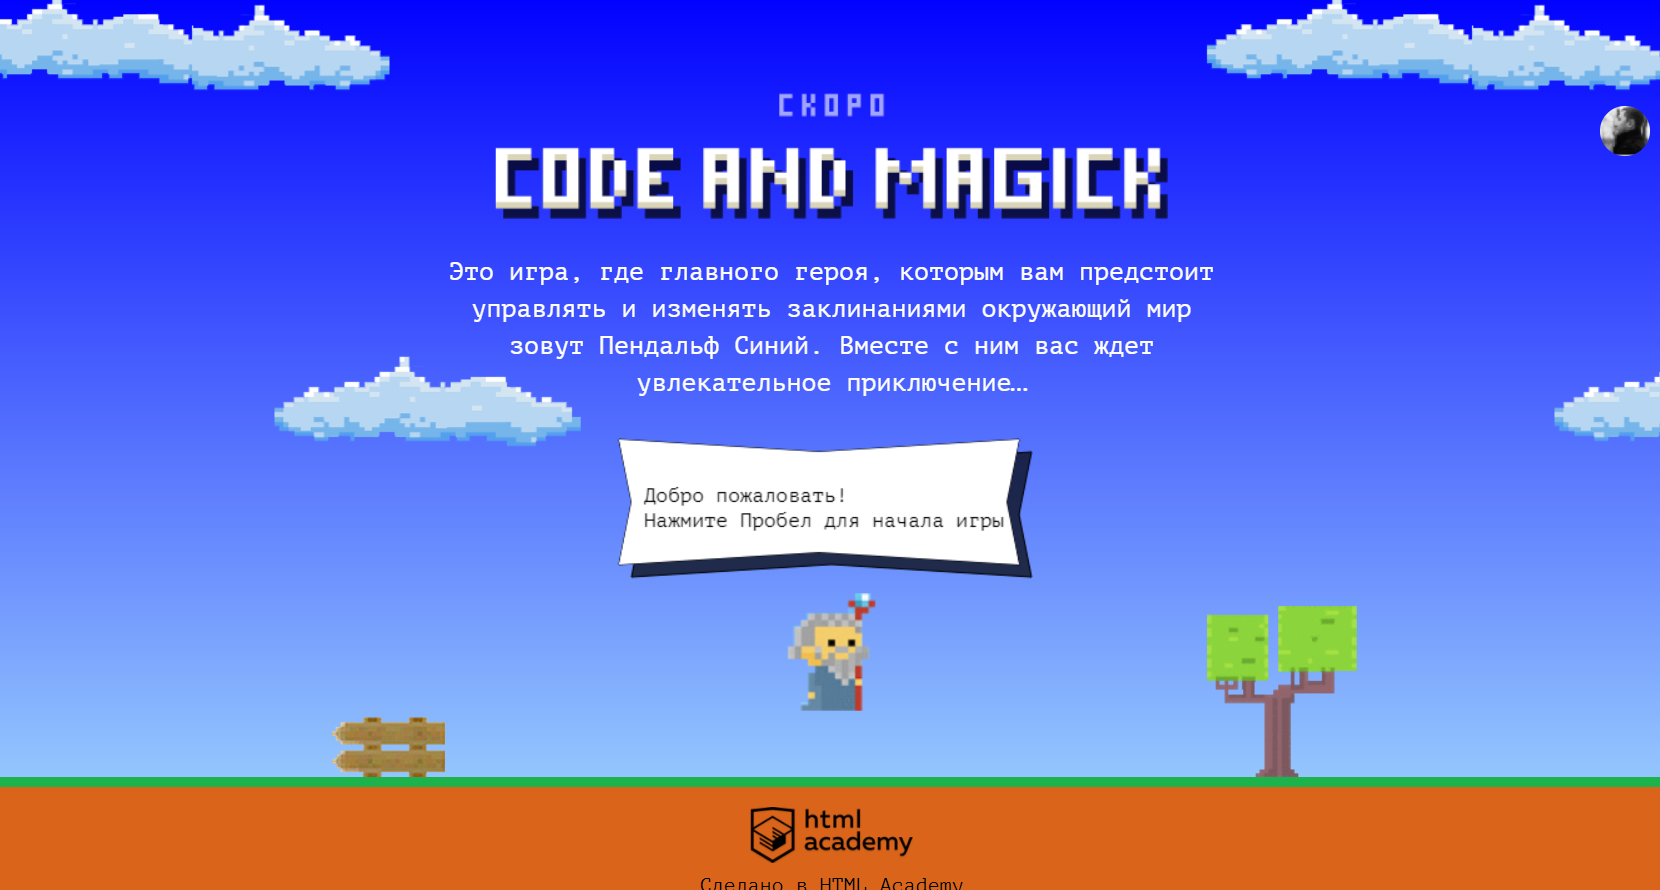 СКОРО
CODE AND MAGICK
Это игра, где главного героя, которым вам предстоит
управлять и изменять заклинаниями окружающий мир
зовут Пендальф Синий. Вместе с ним вас ждет
увлекательное приключение…
Добро пожаловать!
Нажмите Пробел для начала игры
html
academy
Сделано в HTML Academy